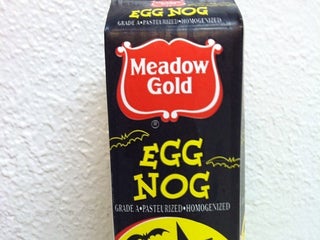 EGG NOG
GRADE A•PASTEURIZED•HOMOGENIZED
Meadow
Gold
®
EGG
NOG
GRADE A•PASTEURIZED•HOMOGENIZED